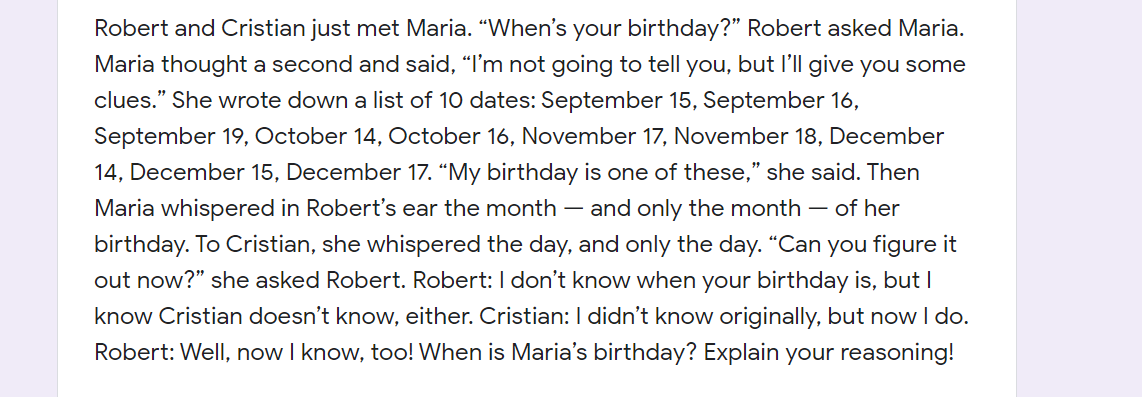 Robert and Cristian just met Maria. “When’s your birthday?” Robert asked Maria.
Maria thought a second and said, “I’m not going to tell you, but I’ll give you some
clues.” She wrote down a list of 10 dates: September 15, September 16,
September 19, October 14, October 16, November 17, November 18, December
14, December 15, December 17. “My birthday is one of these,” she said. Then
Maria whispered in Robert’s ear the month — and only the month — of her
birthday. To Cristian, she whispered the day, and only the day. “Can you figure it
out now?” she asked Robert. Robert: I don’t know when your birthday is, but I
know Cristian doesn’t know, either. Cristian: I didn’t know originally, but now I do.
Robert: Well, now I know, too! When is Maria’s birthday? Explain your reasoning!